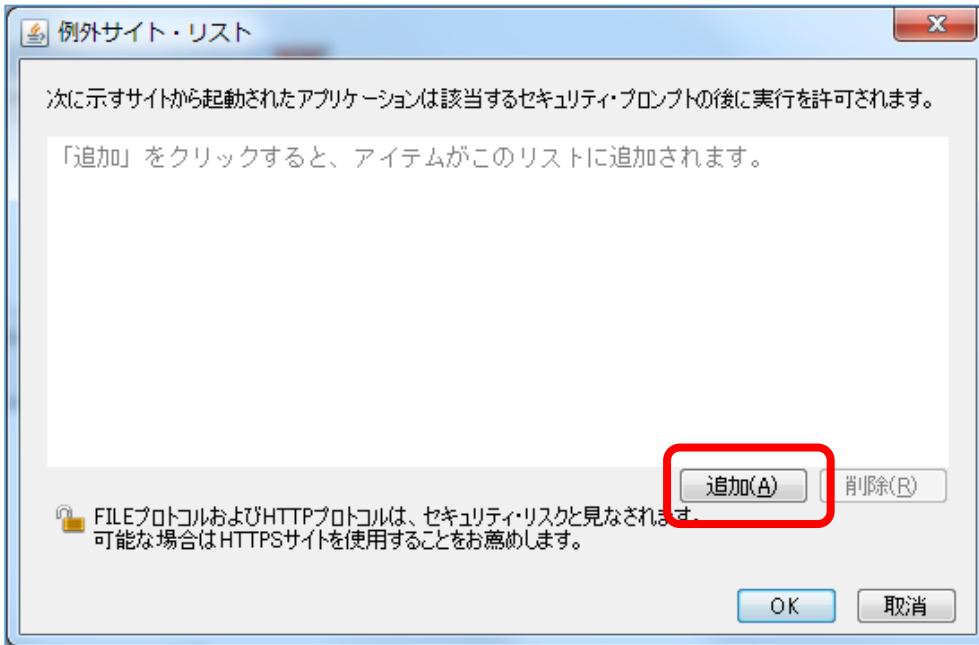 例外サイト・リスト
次に示すサイトから起動されたアプリケーションは該当するセキュリティ・プロンプトの後に実行を許可されます。
「追加」をクリックすると、アイテムがこのリストに追加されます。
追加(A) 削除(R)
FILEプロトコルおよびHTTPプロトコルは、セキュリティ・リスクと見なされます。
可能な場合はHTTPSサイトを使用することをお薦めします。
OK 取消